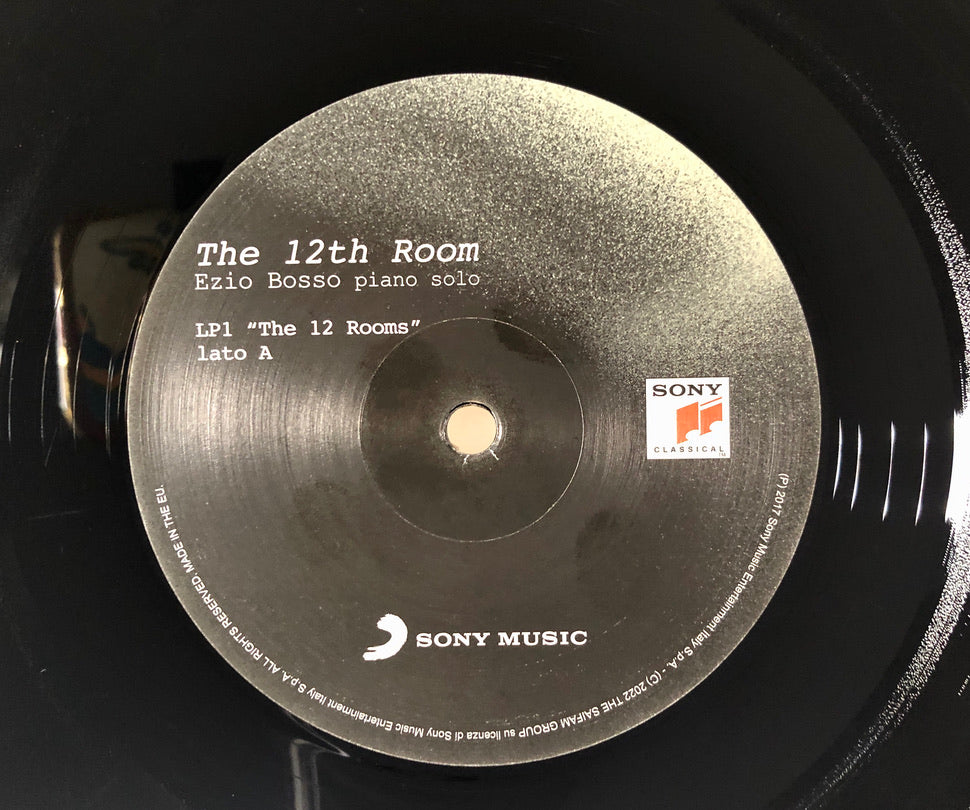 The 12th Room
Ezio Bosso piano solo
LP1 “The 12 Rooms”
lato A
SONY
CLASSICAL
TM
SONY MUSIC
(P) 2017 Sony Music Entertainment Italy S.p.A. - (C) 2022 THE SAIFAM GROUP su licenza di Sony Music Entertainment Italy S.p.A. ALL RIGHTS RESERVED. MADE IN THE EU.